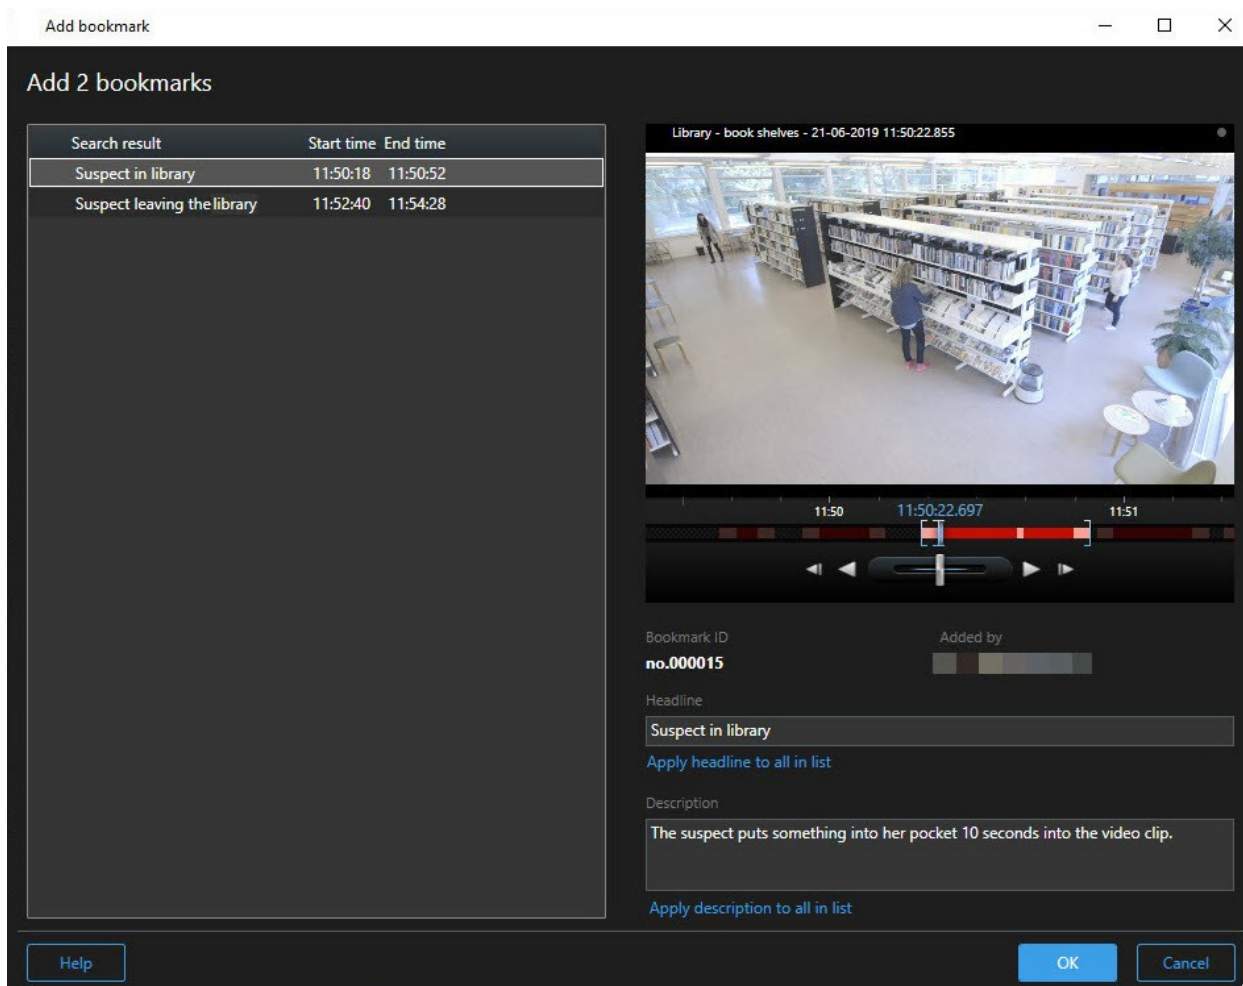 Add bookmark
Add 2 bookmarks
Search result Start time End time
Suspect in library 11:50:18 11:50:52
Suspect leaving the library 11:52:40 11:54:28
Library - book shelves - 21-06-2019 11:50:22.855
11:50 11:50:22.697 11:51
Bookmark ID Added by
no.000015
Headline
Suspect in library
Apply headline to all in list
Description
The suspect puts something into her pocket 10 seconds into the video clip.
Apply description to all in list
Help OK Cancel